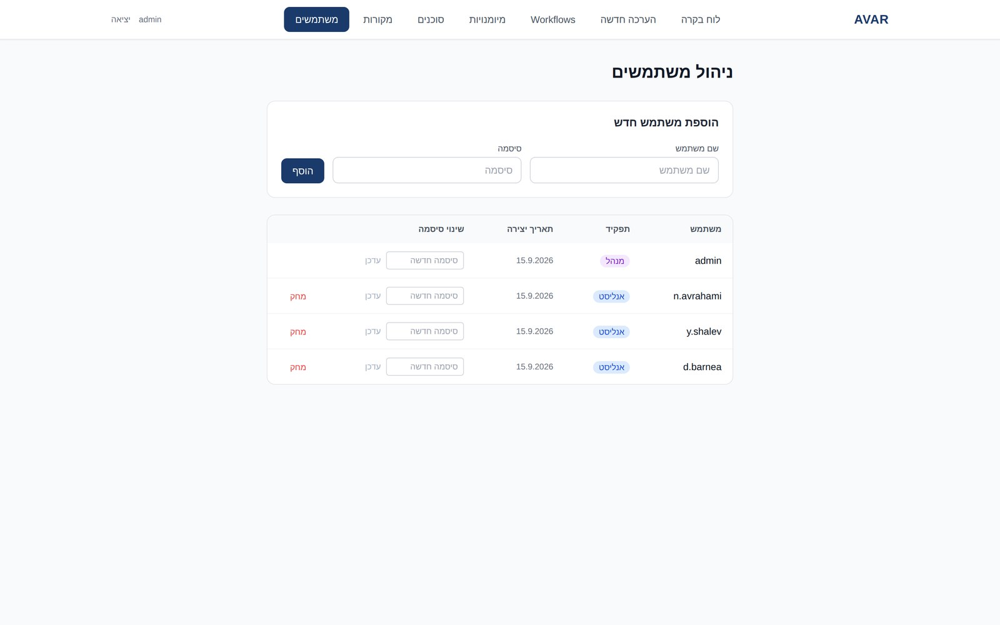 AVAR
לוח בקרה
הערכה חדשה
Workflows
מיומנויות
סוכנים
מקורות
משתמשים
admin
יציאה
ניהול משתמשים
הוספת משתמש חדש
שם משתמש
סיסמה
שם משתמש
סיסמה
הוסף
משתמש תפקיד תאריך יצירה שינוי סיסמה
admin מנהל 15.9.2026 סיסמה חדשה עדכן
n.avrahami אנליסט 15.9.2026 סיסמה חדשה עדכן מחק
y.shalev אנליסט 15.9.2026 סיסמה חדשה עדכן מחק
d.barnea אנליסט 15.9.2026 סיסמה חדשה עדכן מחק